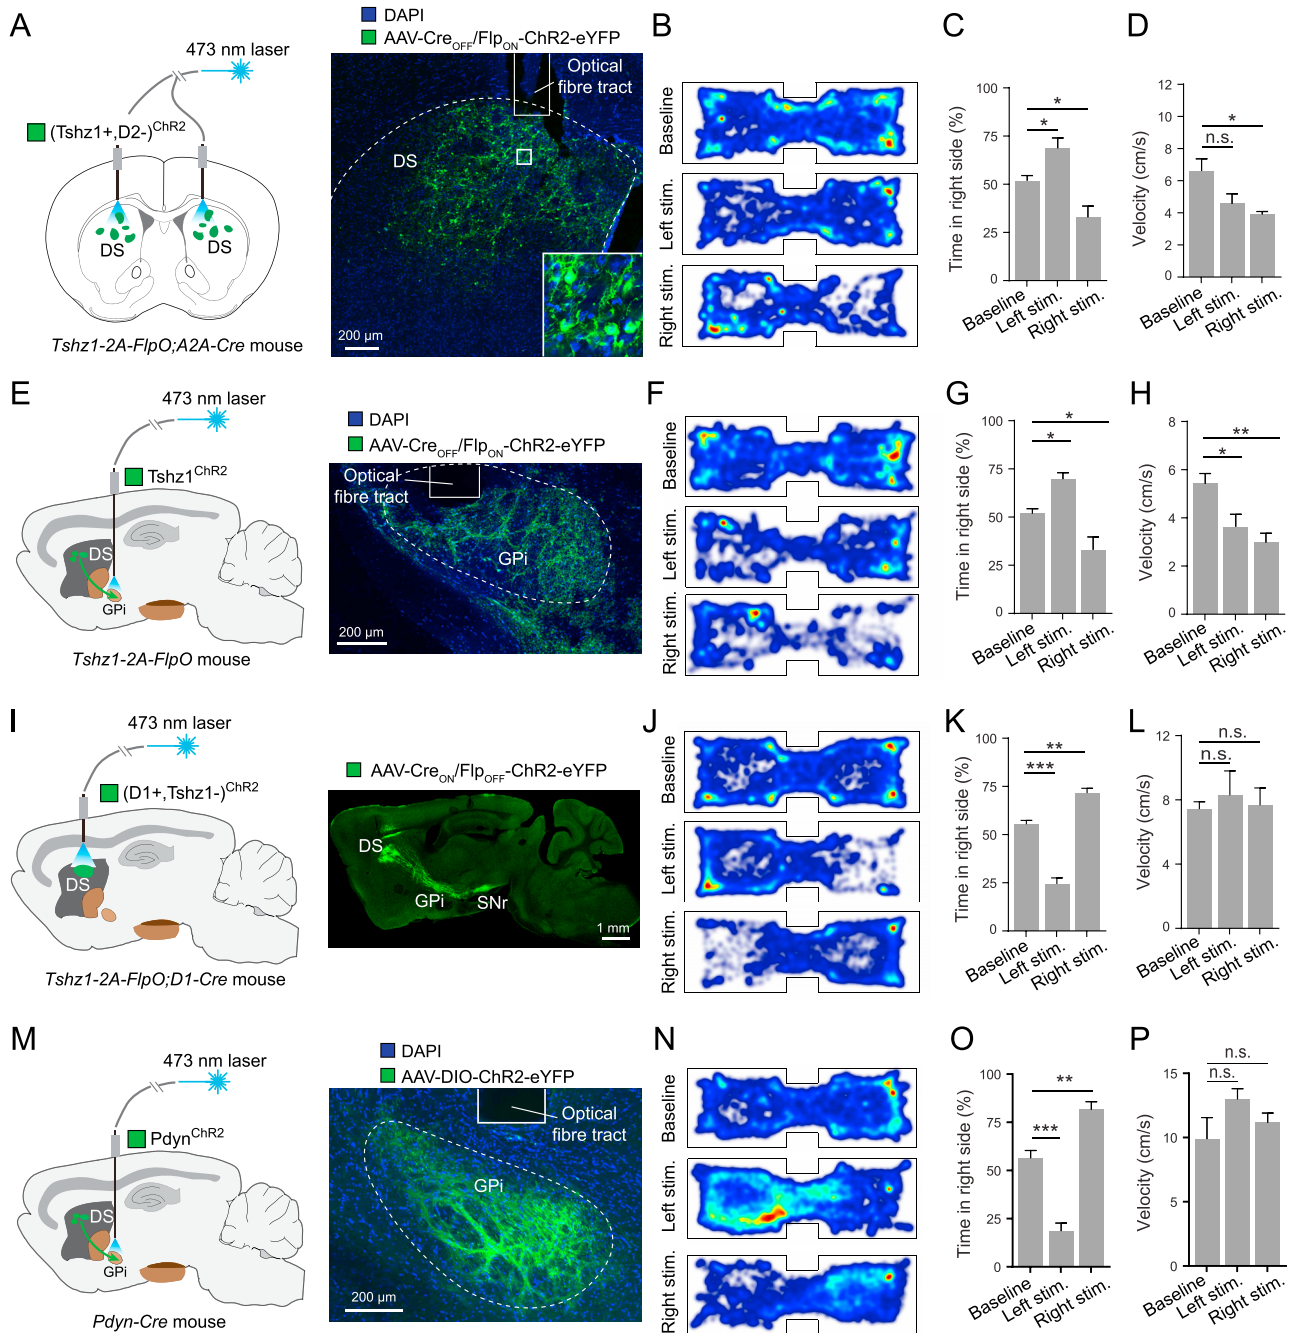 A
473 nm laser
(Tshz1+,D2-)ChR2
DS
DS
Tshz1-2A-FlpO;A2A-Cre mouse
DAPI
AAV-CreOFF/FlpON-ChR2-eYFP
Optical
fibre tract
DS
200 µm
B
Baseline
Left stim.
Right stim.
C
Time in right side (%)
100
75
50
25
0
*
*
Baseline
Left stim.
Right stim.
D
Velocity (cm/s)
12
10
8
6
4
2
0
*
n.s.
Baseline
Left stim.
Right stim.
E
473 nm laser
Tshz1ChR2
DS
GPi
Tshz1-2A-FlpO mouse
DAPI
AAV-CreOFF/FlpON-ChR2-eYFP
Optical
fibre tract
GPi
200 µm
F
Baseline
Left stim.
Right stim.
G
Time in right side (%)
100
75
50
25
0
*
*
Baseline
Left stim.
Right stim.
H
Velocity (cm/s)
8
6
4
2
0
**
*
Baseline
Left stim.
Right stim.
I
473 nm laser
(D1+,Tshz1-)ChR2
DS
Tshz1-2A-FlpO;D1-Cre mouse
AAV-CreON/FlpOFF-ChR2-eYFP
DS
GPi
SNr
1 mm
J
Baseline
Left stim.
Right stim.
K
Time in right side (%)
100
75
50
25
0
**
***
Baseline
Left stim.
Right stim.
L
Velocity (cm/s)
12
8
4
0
n.s.
n.s.
Baseline
Left stim.
Right stim.
M
473 nm laser
PdynChR2
DS
GPi
Pdyn-Cre mouse
DAPI
AAV-DIO-ChR2-eYFP
Optical
fibre tract
GPi
200 µm
N
Baseline
Left stim.
Right stim.
O
Time in right side (%)
100
75
50
25
0
**
***
Baseline
Left stim.
Right stim.
P
Velocity (cm/s)
15
10
5
0
n.s.
n.s.
Baseline
Left stim.
Right stim.